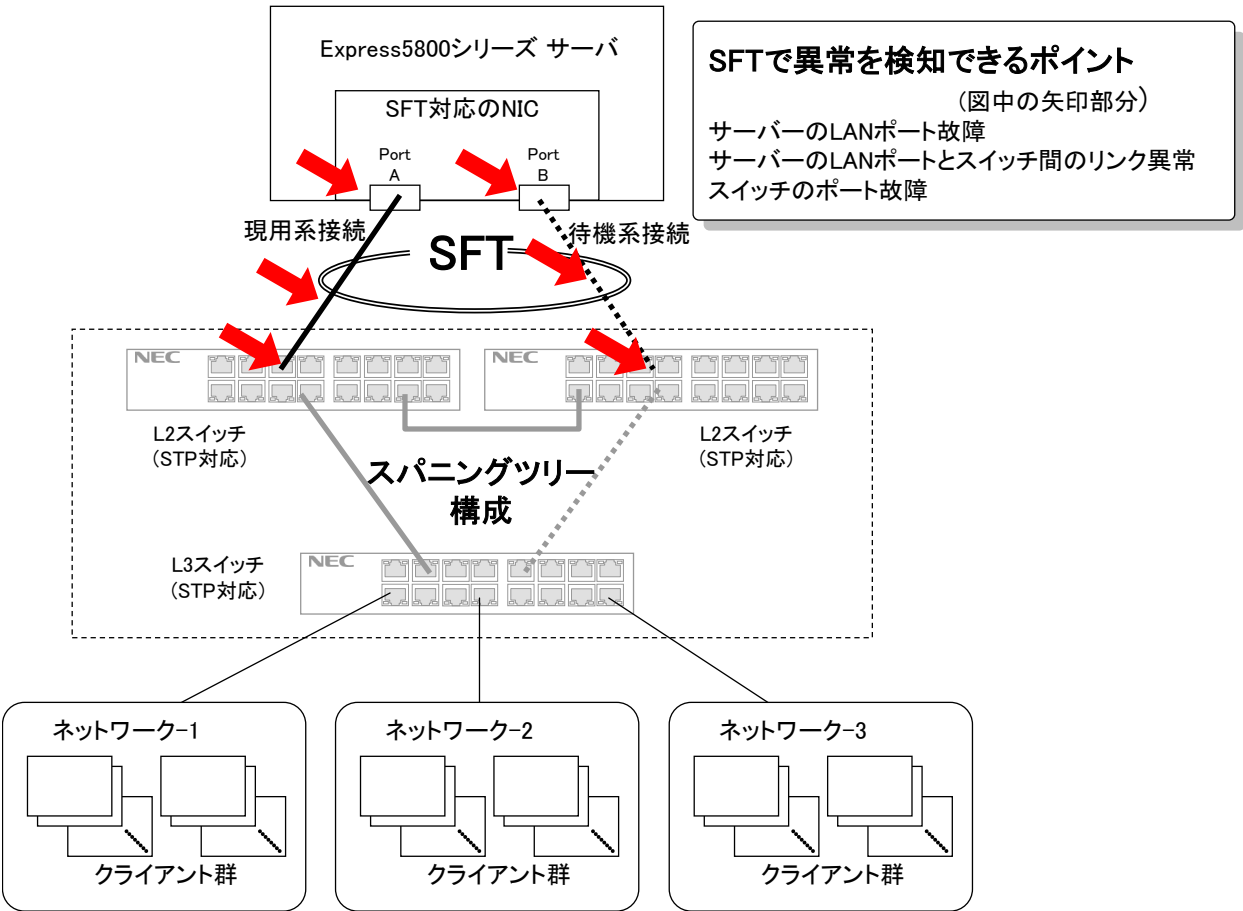 Express5800シリーズ サーバ
SFT対応のNIC
Port
A
Port
B
SFTで異常を検知できるポイント
(図中の矢印部分)
サーバーのLANポート故障
サーバーのLANポートとスイッチ間のリンク異常
スイッチのポート故障
現用系接続
SFT
待機系接続
NEC
NEC
L2スイッチ
(STP対応)
L2スイッチ
(STP対応)
スパニングツリー
構成
L3スイッチ
(STP対応)
NEC
ネットワーク-1
クライアント群
ネットワーク-2
クライアント群
ネットワーク-3
クライアント群